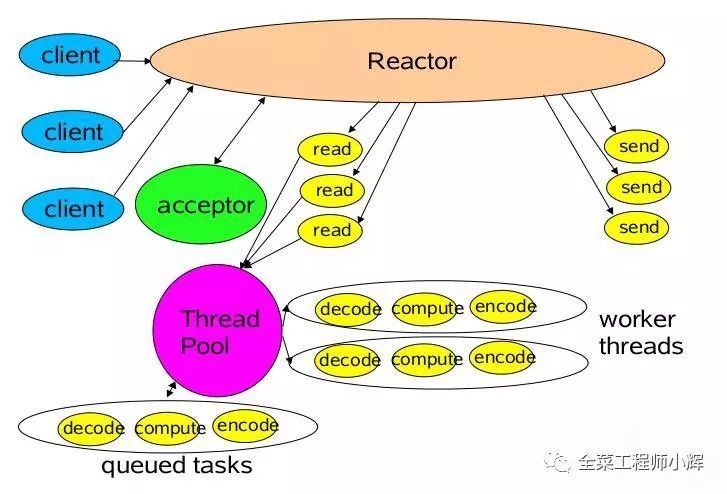 client
Reactor
client
client
acceptor
read
read
read
send
send
send
Thread
Pool
decode compute encode
decode compute encode
worker
threads
decode compute encode
queued tasks
全菜工程师小辉